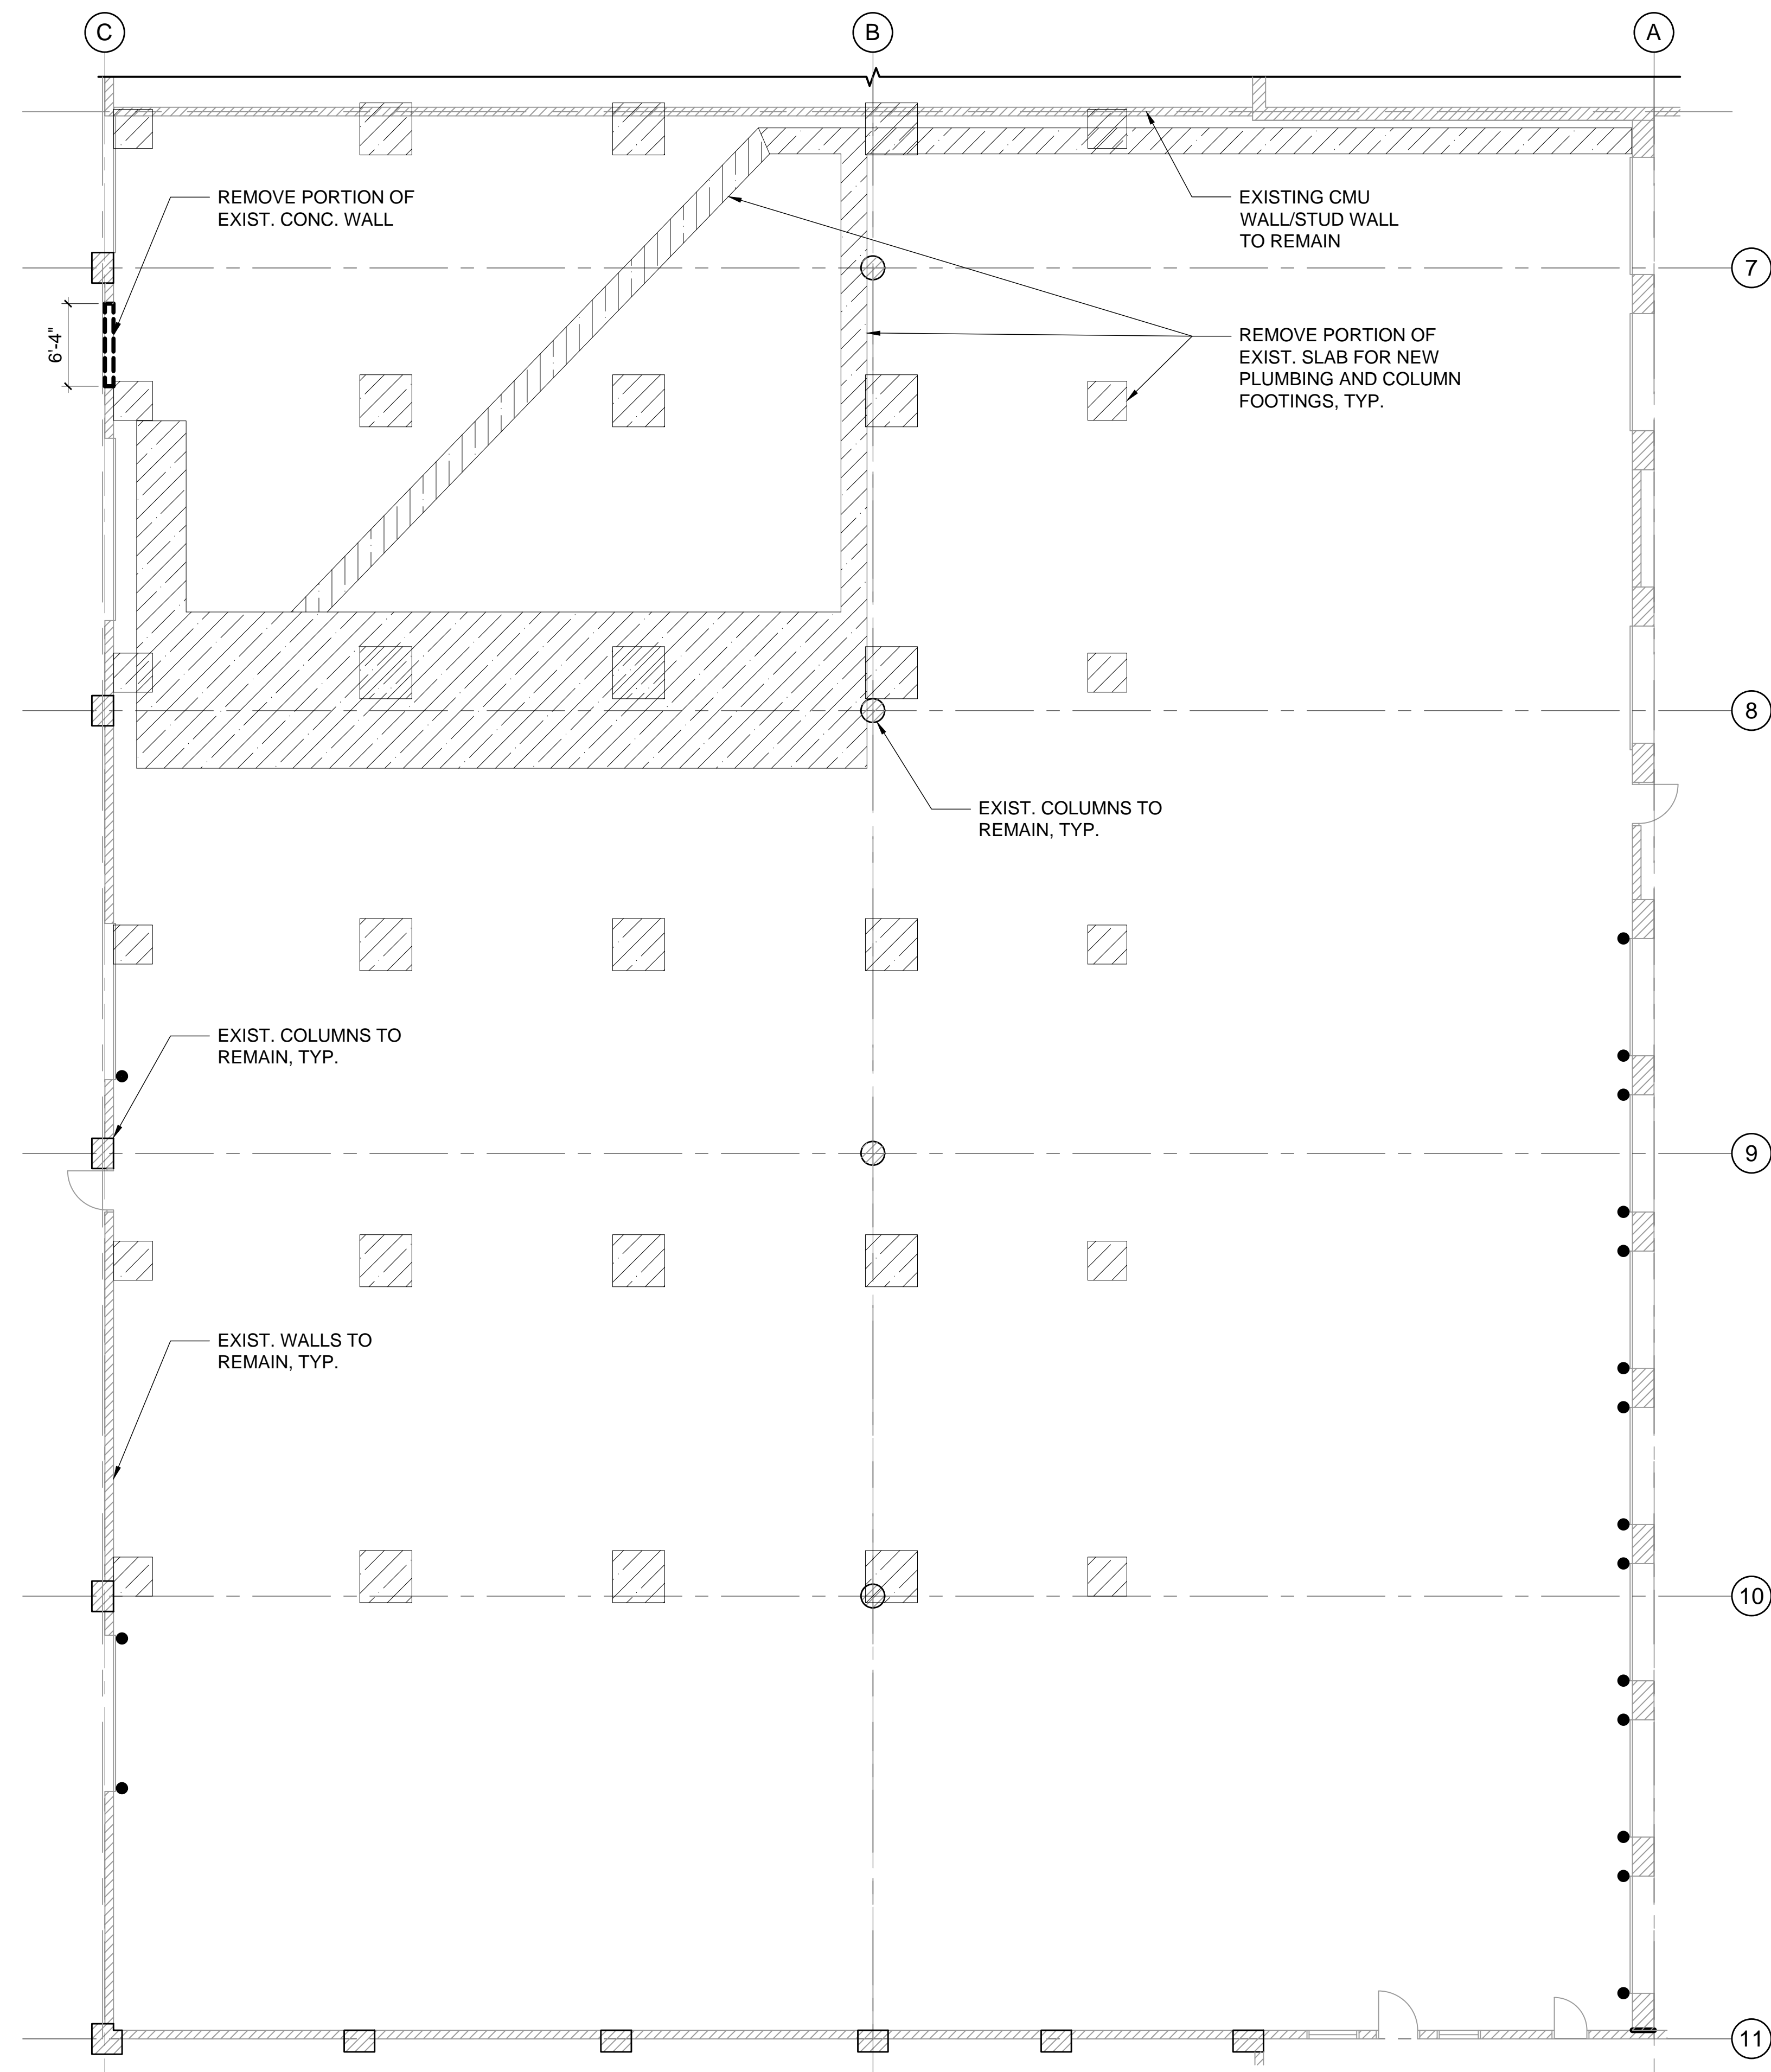 C
B
A
REMOVE PORTION OF
EXIST. CONC. WALL
EXISTING CMU
WALL/STUD WALL
TO REMAIN
7
6'-4"
REMOVE PORTION OF
EXIST. SLAB FOR NEW
PLUMBING AND COLUMN
FOOTINGS, TYP.
8
EXIST. COLUMNS TO
REMAIN, TYP.
EXIST. COLUMNS TO
REMAIN, TYP.
9
EXIST. WALLS TO
REMAIN, TYP.
10
11